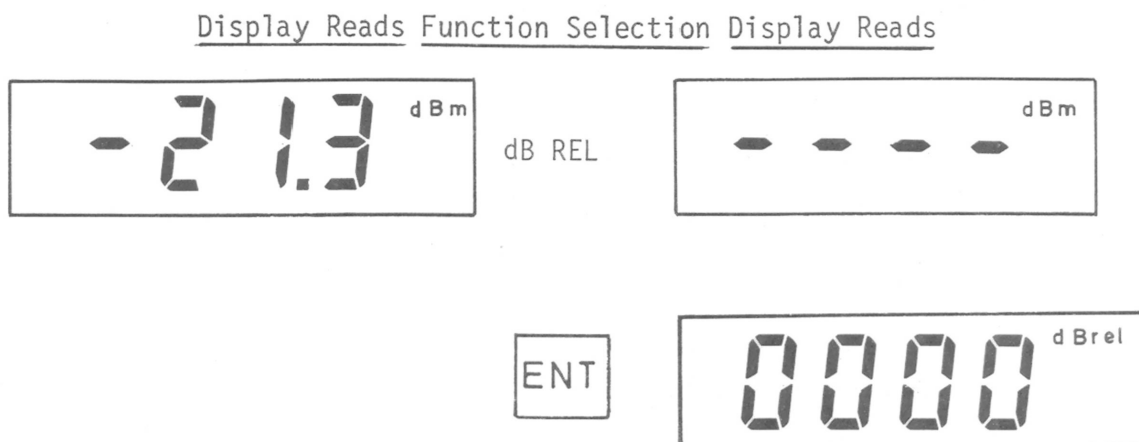 Display Reads Function Selection Display Reads
-21.3 dBm dB REL ---- dBm
ENT 0000 dBrel